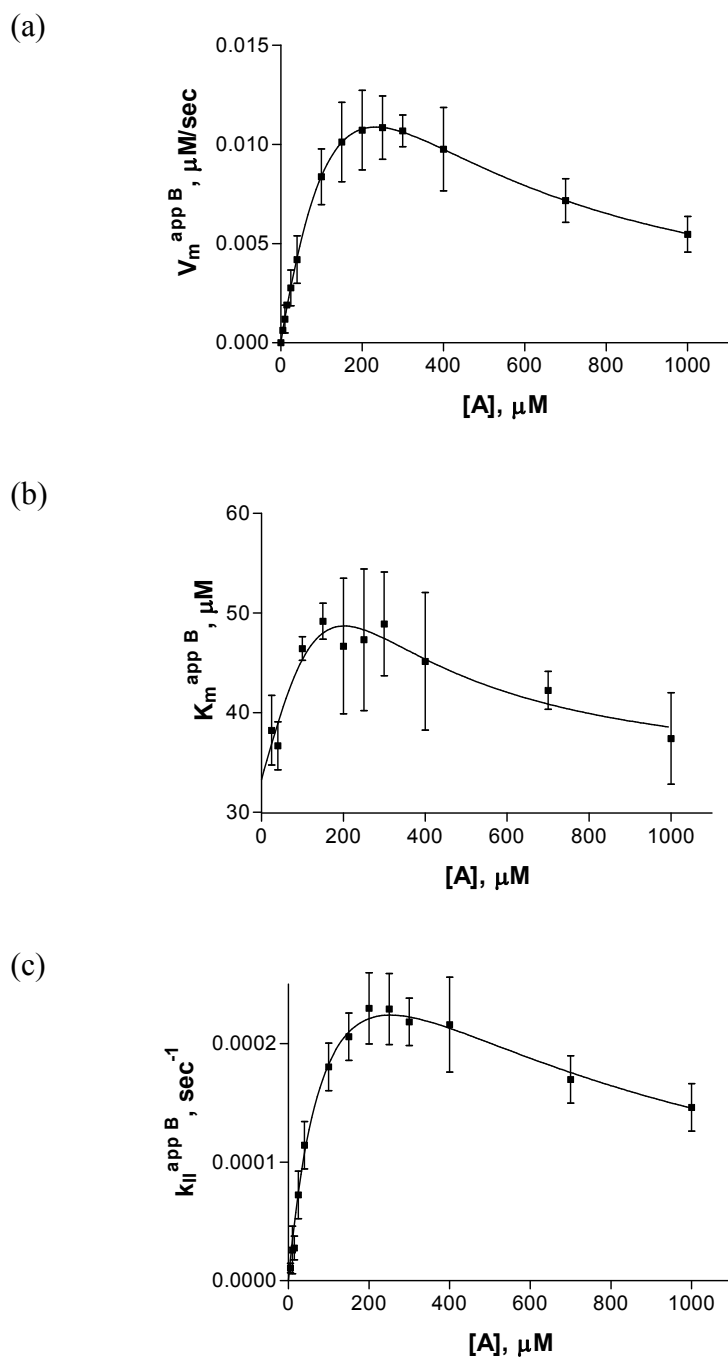 (a)
V_m^app B, μM/sec
0.015
0.010
0.005
0.000
0 200 400 600 800 1000
[A], μM
(b)
K_m^app B, μM
60
50
40
30
0 200 400 600 800 1000
[A], μM
(c)
k_II^app B, sec⁻¹
0.0002
0.0001
0.0000
0 200 400 600 800 1000
[A], μM